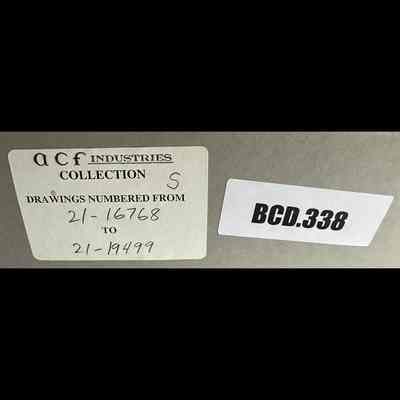 acf INDUSTRIES
COLLECTION
S
DRAWINGS NUMBERED FROM
21-16768
TO
21-19499
BCD.338